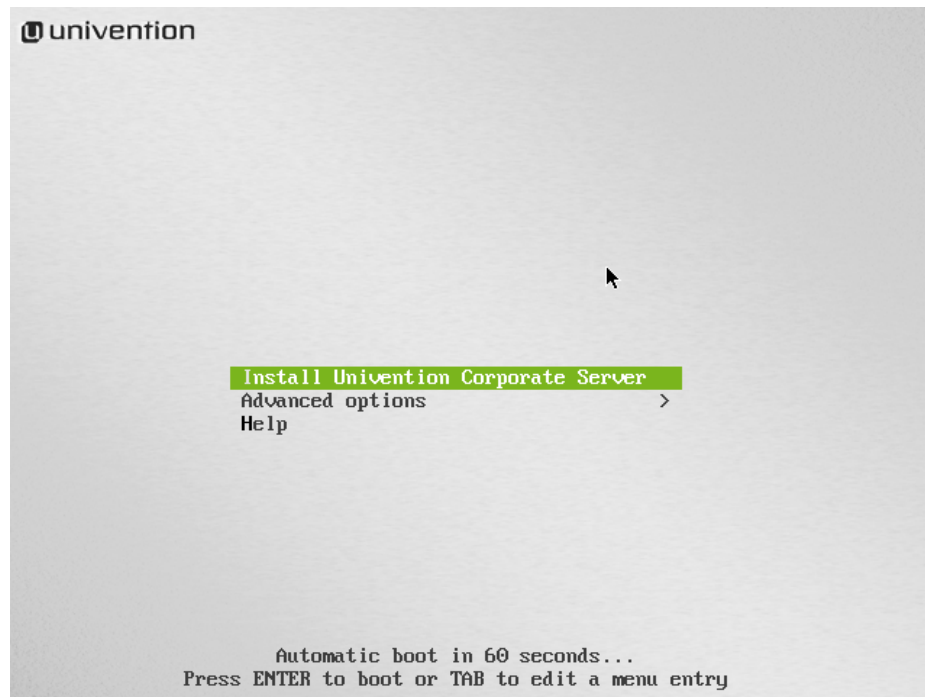 univention
Install Univention Corporate Server
Advanced options >
Help
Automatic boot in 60 seconds...
Press ENTER to boot or TAB to edit a menu entry